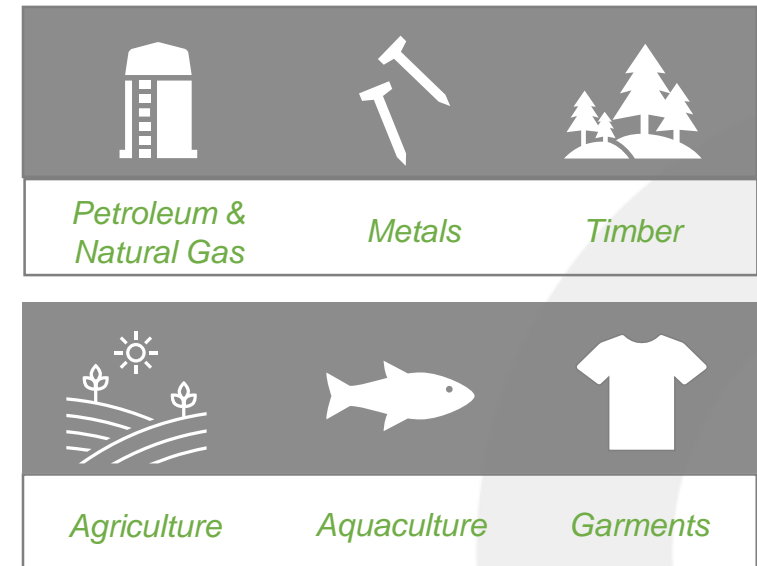 Petroleum &
Natural Gas
Metals
Timber
Agriculture
Aquaculture
Garments